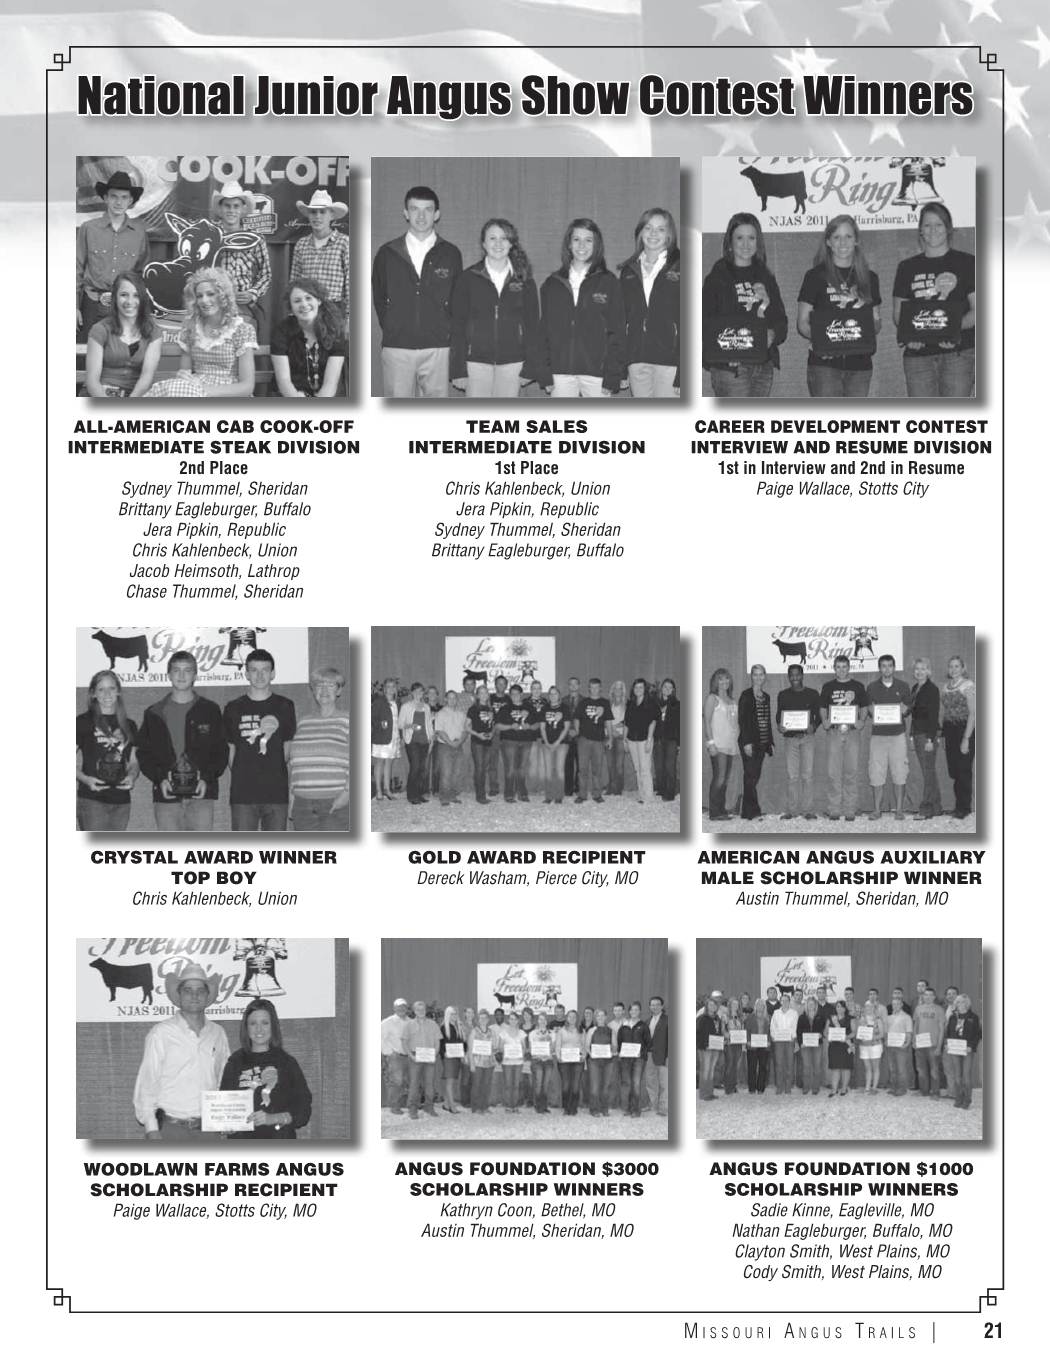 National Junior Angus Show Contest Winners
COOK-OFF
Ring
NJAS 2011
Harrisburg, PA
Let
Freedom
Ring
ALL-AMERICAN CAB COOK-OFF
INTERMEDIATE STEAK DIVISION
2nd Place
Sydney Thummel, Sheridan
Brittany Eagleburger, Buffalo
Jera Pipkin, Republic
Chris Kahlenbeck, Union
Jacob Heimsoth, Lathrop
Chase Thummel, Sheridan
TEAM SALES
INTERMEDIATE DIVISION
1st Place
Chris Kahlenbeck, Union
Jera Pipkin, Republic
Sydney Thummel, Sheridan
Brittany Eagleburger, Buffalo
CAREER DEVELOPMENT CONTEST
INTERVIEW AND RESUME DIVISION
1st in Interview and 2nd in Resume
Paige Wallace, Stotts City
Freedom
Ring
NJAS 2011
Let
Freedom
Freedom
Ring
2011
CRYSTAL AWARD WINNER
TOP BOY
Chris Kahlenbeck, Union
GOLD AWARD RECIPIENT
Dereck Washam, Pierce City, MO
AMERICAN ANGUS AUXILIARY
MALE SCHOLARSHIP WINNER
Austin Thummel, Sheridan, MO
Freedom
NJAS 2011
Let
Freedom
Ring
Let
Freedom
WOODLAWN FARMS ANGUS
SCHOLARSHIP RECIPIENT
Paige Wallace, Stotts City, MO
ANGUS FOUNDATION $3000
SCHOLARSHIP WINNERS
Kathryn Coon, Bethel, MO
Austin Thummel, Sheridan, MO
ANGUS FOUNDATION $1000
SCHOLARSHIP WINNERS
Sadie Kinne, Eagleville, MO
Nathan Eagleburger, Buffalo, MO
Clayton Smith, West Plains, MO
Cody Smith, West Plains, MO
MISSOURI ANGUS TRAILS | 21